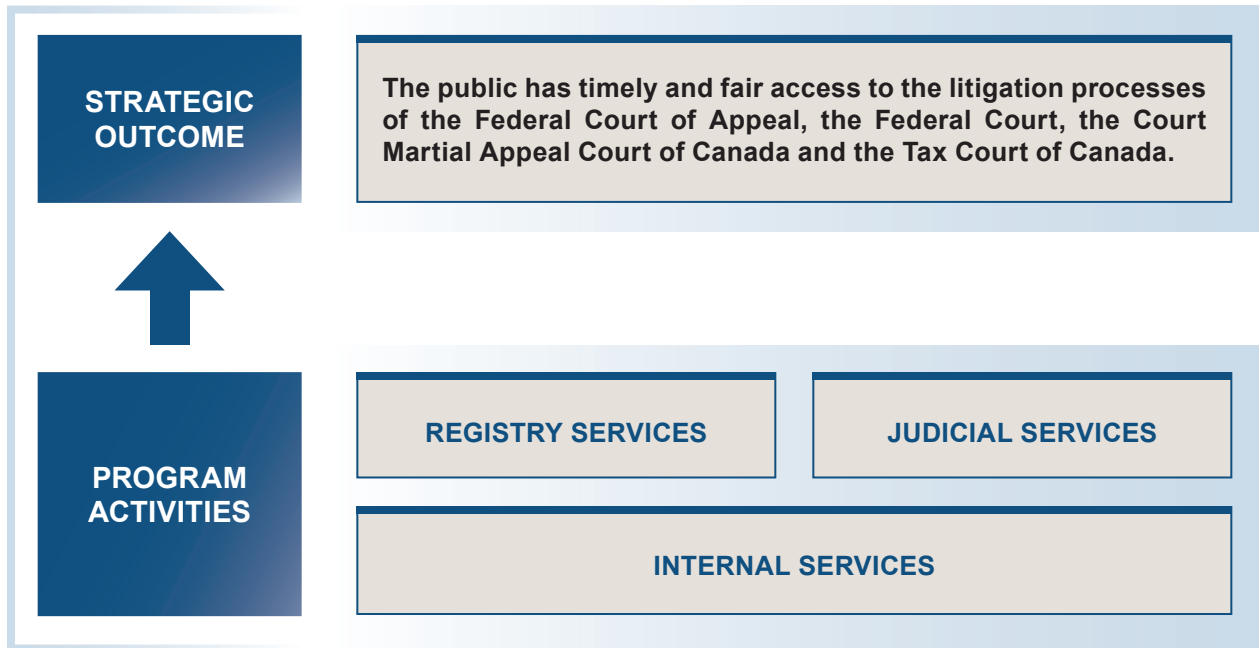 STRATEGIC
OUTCOME
The public has timely and fair access to the litigation processes
of the Federal Court of Appeal, the Federal Court, the Court
Martial Appeal Court of Canada and the Tax Court of Canada.
PROGRAM
ACTIVITIES
REGISTRY SERVICES
JUDICIAL SERVICES
INTERNAL SERVICES